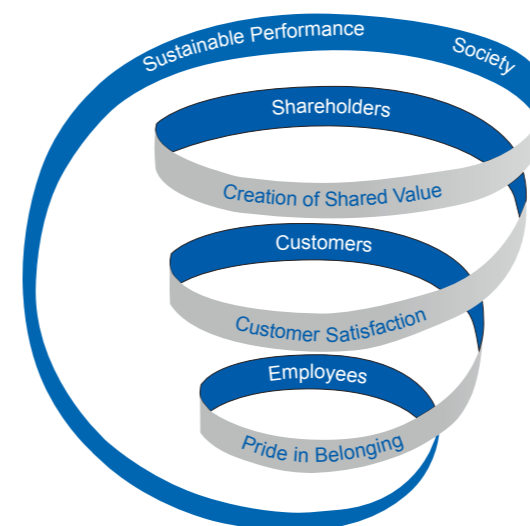 Sustainable Performance
Society
Shareholders
Creation of Shared Value
Customers
Customer Satisfaction
Employees
Pride in Belonging